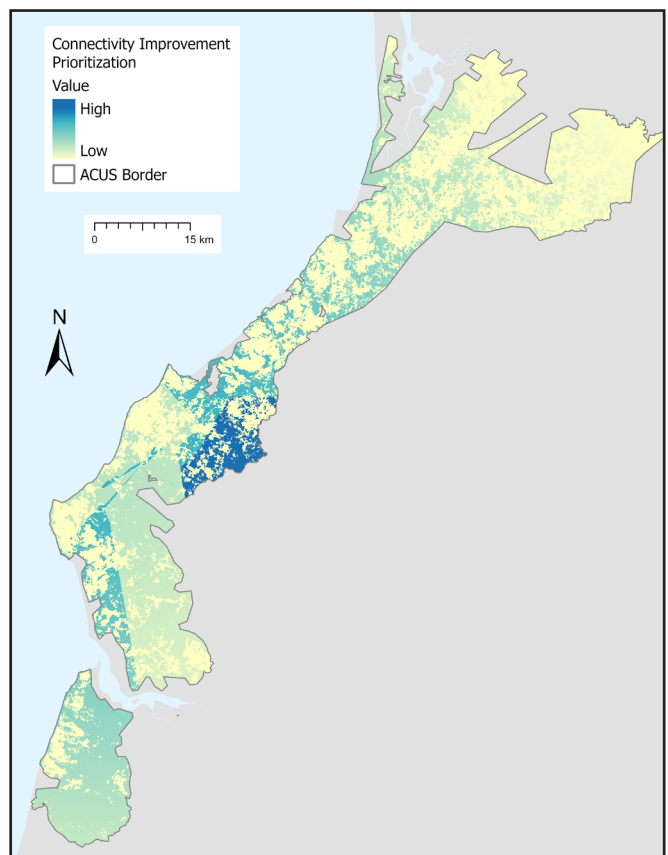 Connectivity Improvement
Prioritization
Value
High
Low
ACUS Border
0 15 km
N